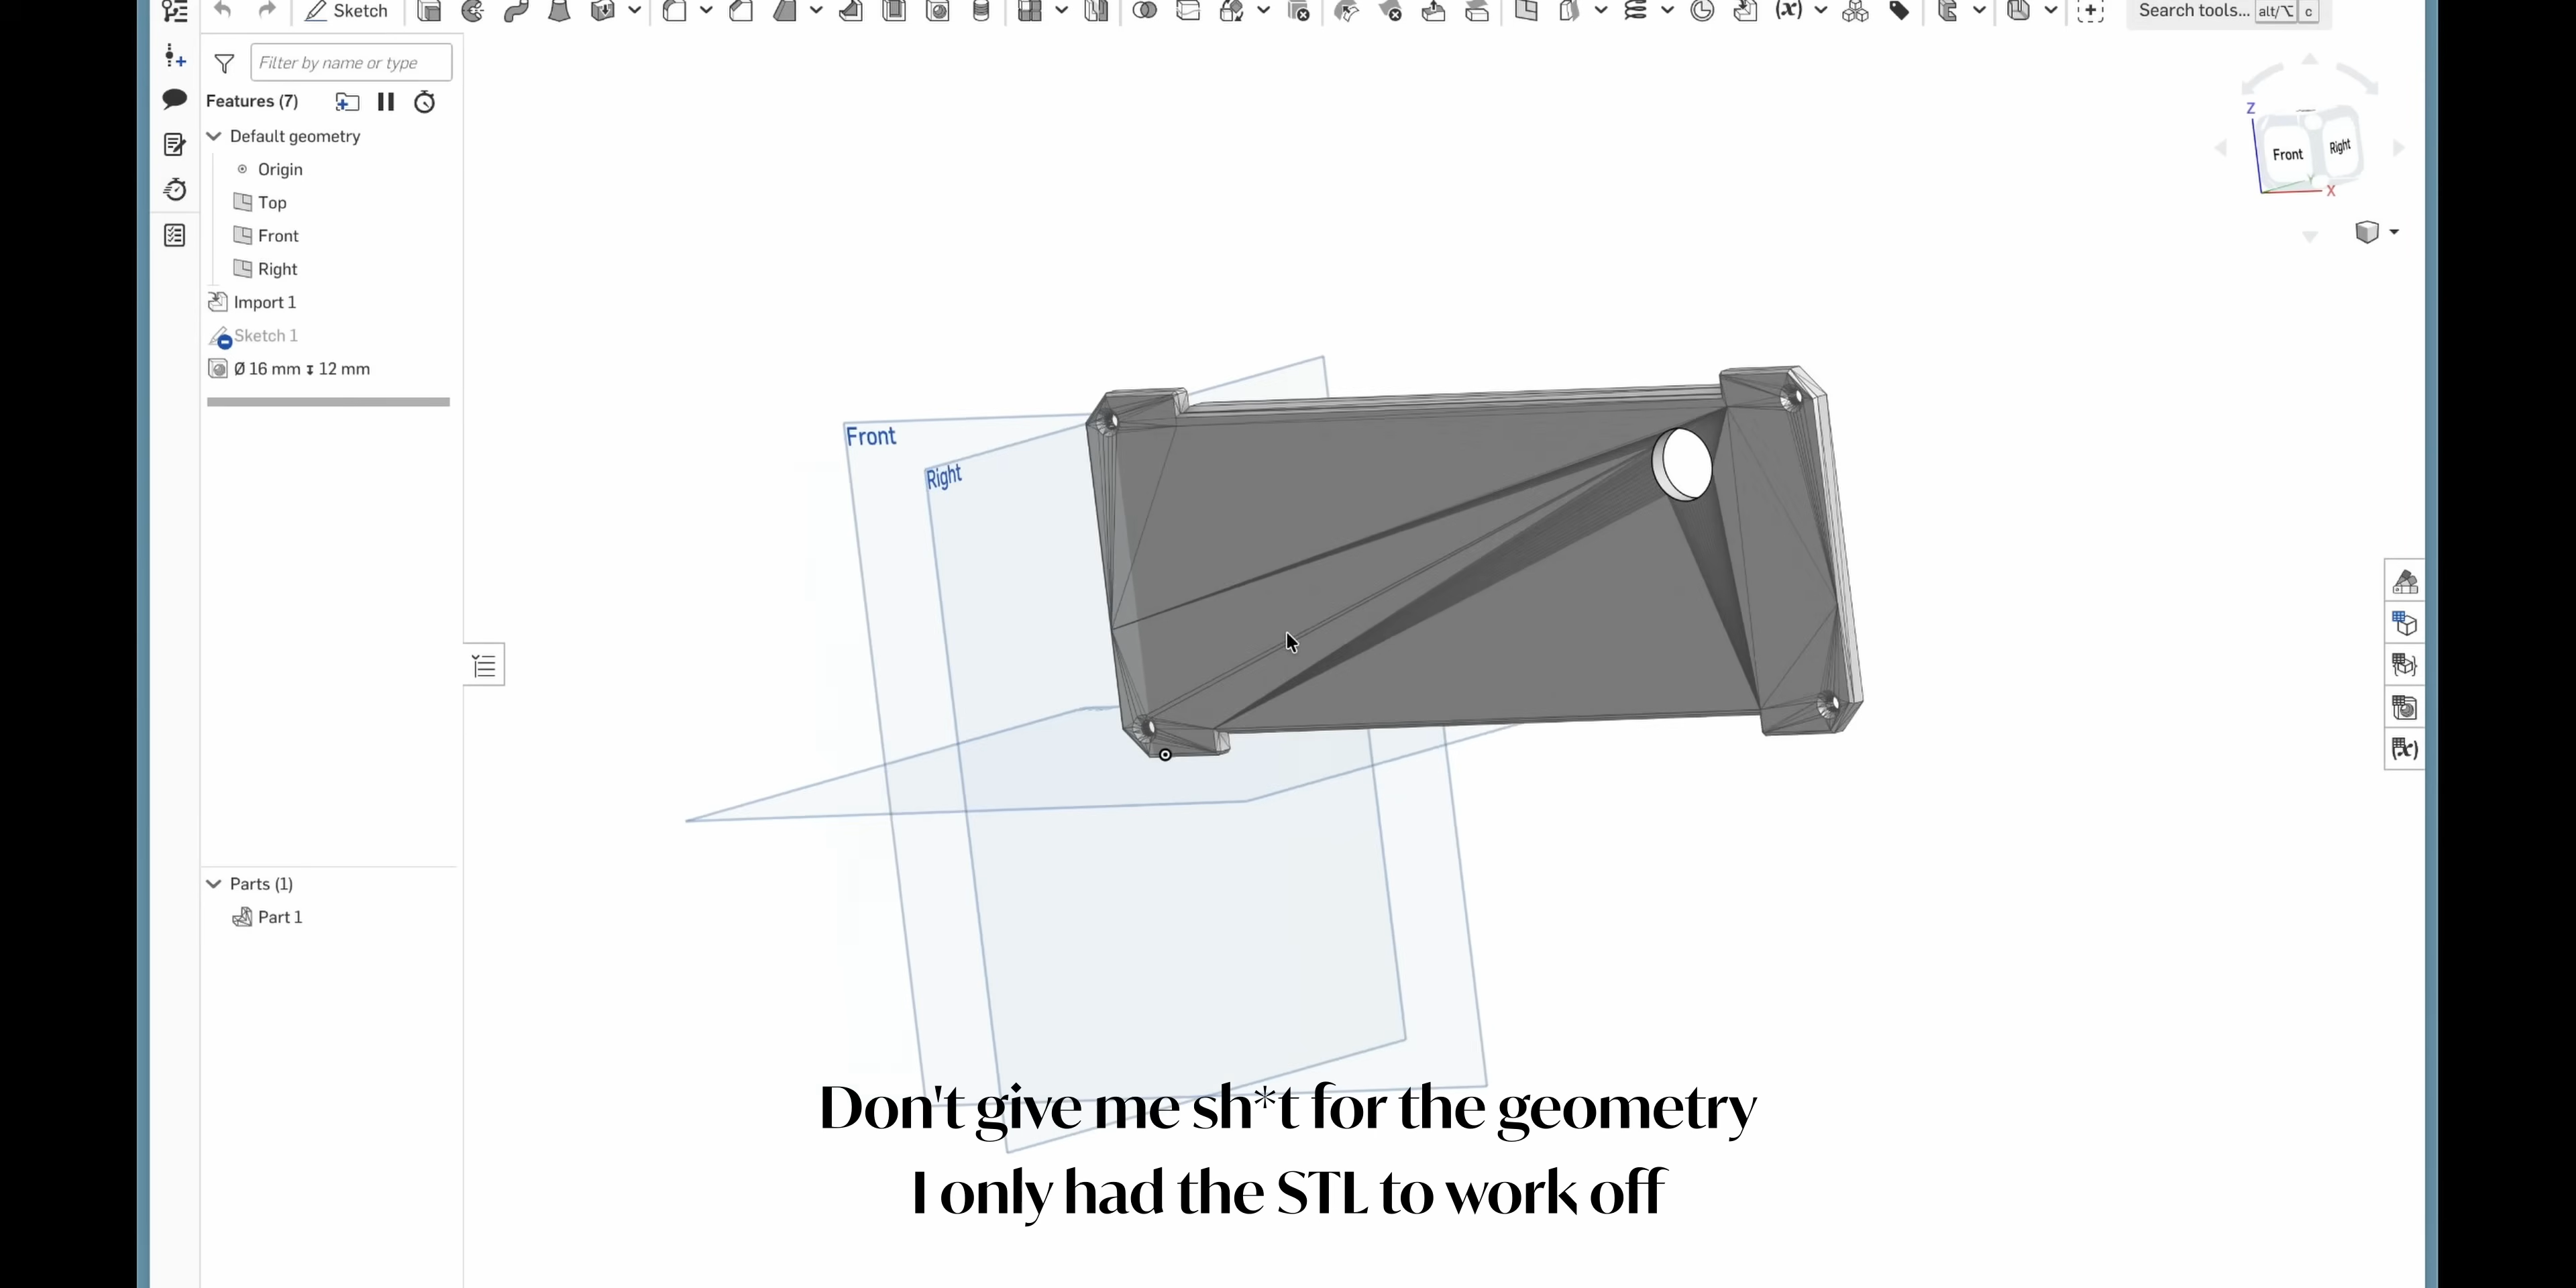 Sketch
(x)
Search tools... alt/⌥ c
Filter by name or type
Features (7)
Default geometry
Origin
Top
Front
Right
Import 1
Sketch 1
Ø 16 mm ↧ 12 mm
Parts (1)
Part 1
Front
Right
Z
Front
Right
Y
X
(x)
Don't give me sh*t for the geometry
I only had the STL to work off